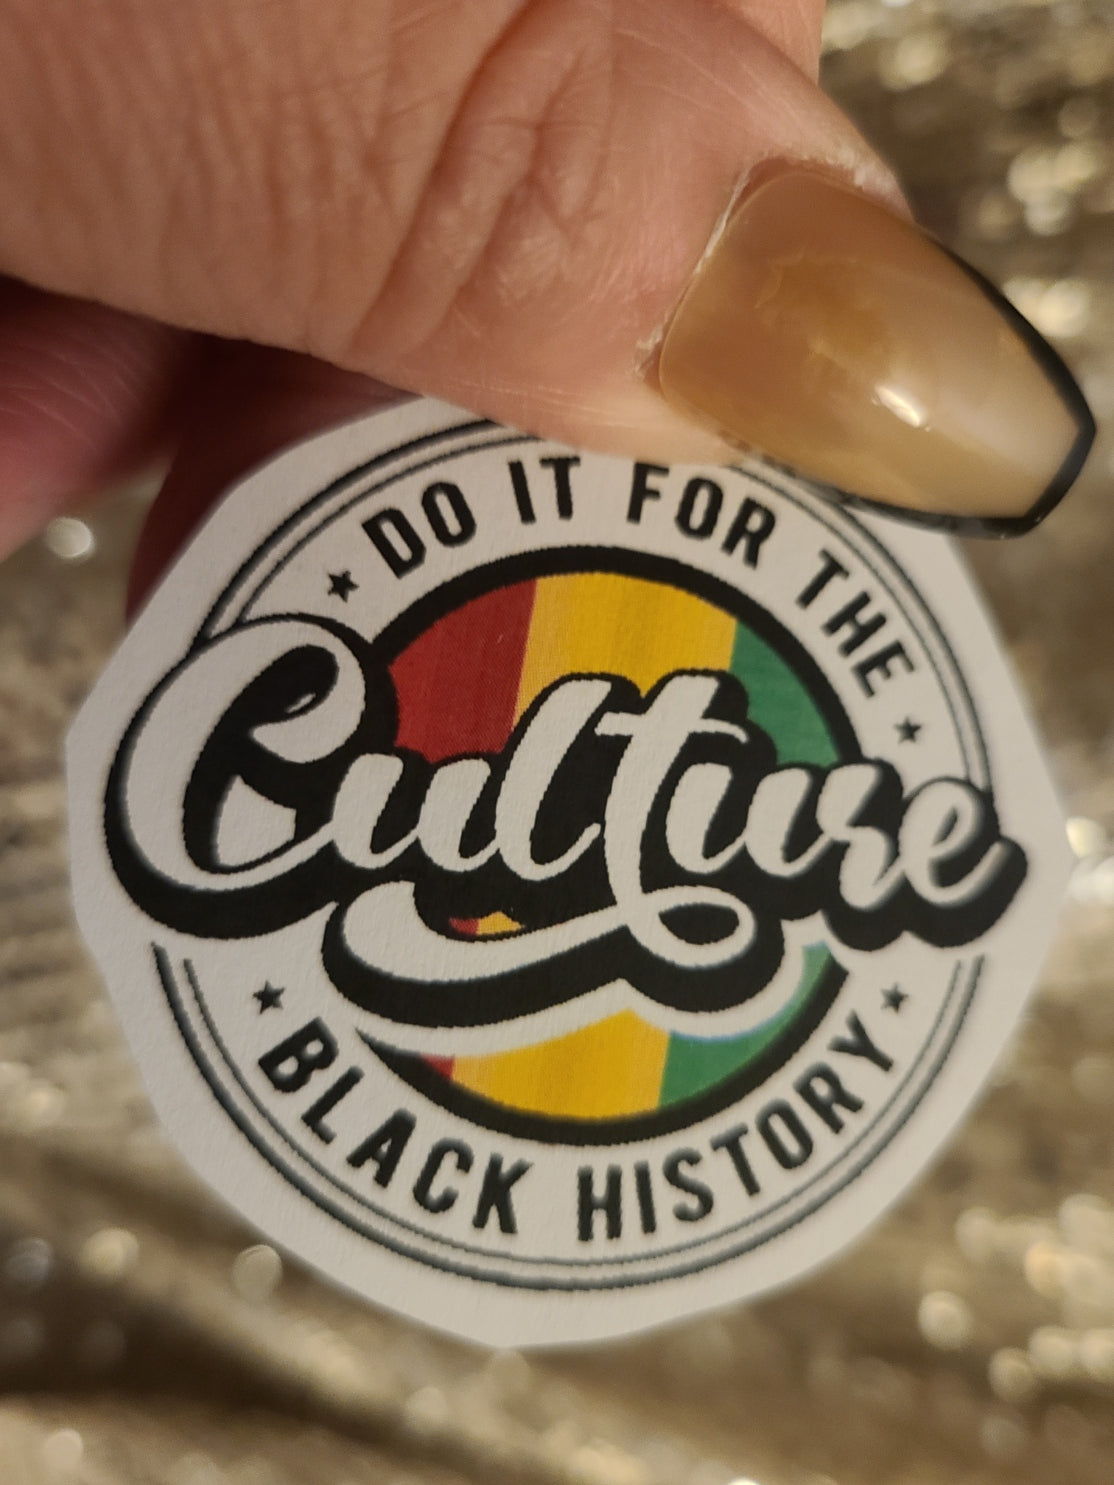 DO IT FOR THE
Culture
BLACK HISTORY